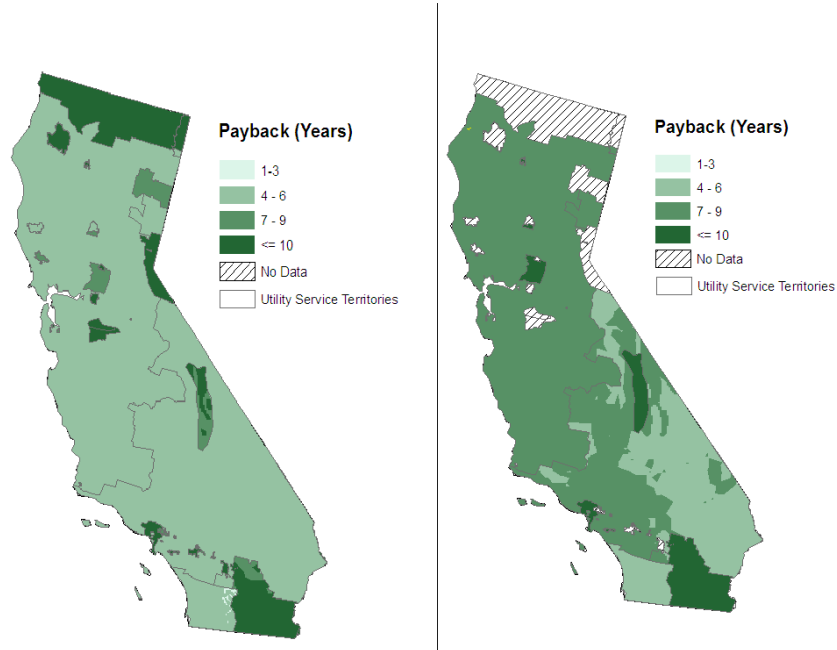 Payback (Years)
1-3
4 - 6
7 - 9
<= 10
No Data
Utility Service Territories
Payback (Years)
1-3
4 - 6
7 - 9
<= 10
No Data
Utility Service Territories